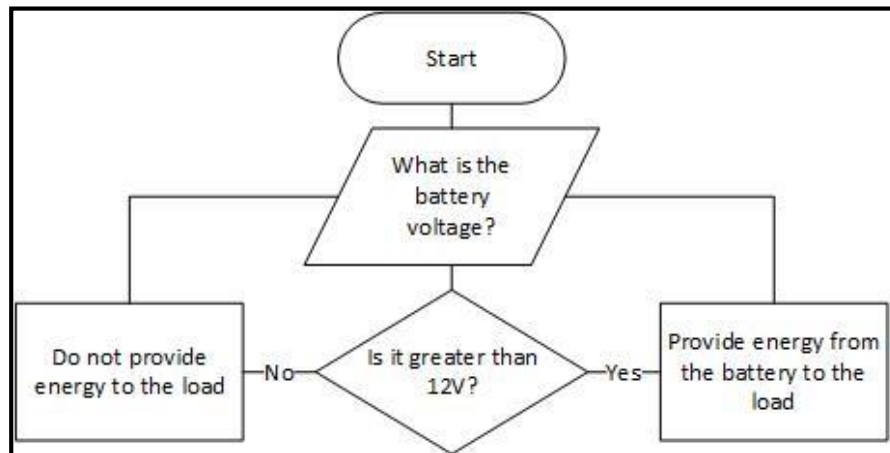 Start
What is the
battery
voltage?
Do not provide
energy to the load
No
Is it greater than
12V?
Yes
Provide energy from
the battery to the
load